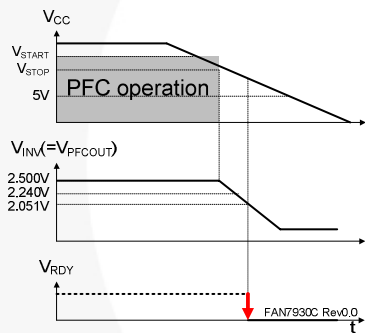 VCC
VSTART
VSTOP
PFC operation
5V
VINV(=VPFCOUT)
2.500V
2.240V
2.051V
VRDY
FAN7930C Rev0.0
t